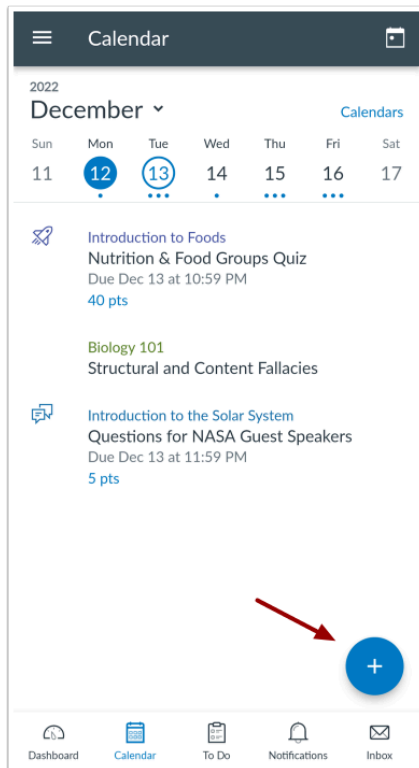 Calendar
2022
December
Calendars
Sun Mon Tue Wed Thu Fri Sat
11 12 13 14 15 16 17
Introduction to Foods
Nutrition & Food Groups Quiz
Due Dec 13 at 10:59 PM
40 pts
Biology 101
Structural and Content Fallacies
Introduction to the Solar System
Questions for NASA Guest Speakers
Due Dec 13 at 11:59 PM
5 pts
+
Dashboard Calendar To Do Notifications Inbox